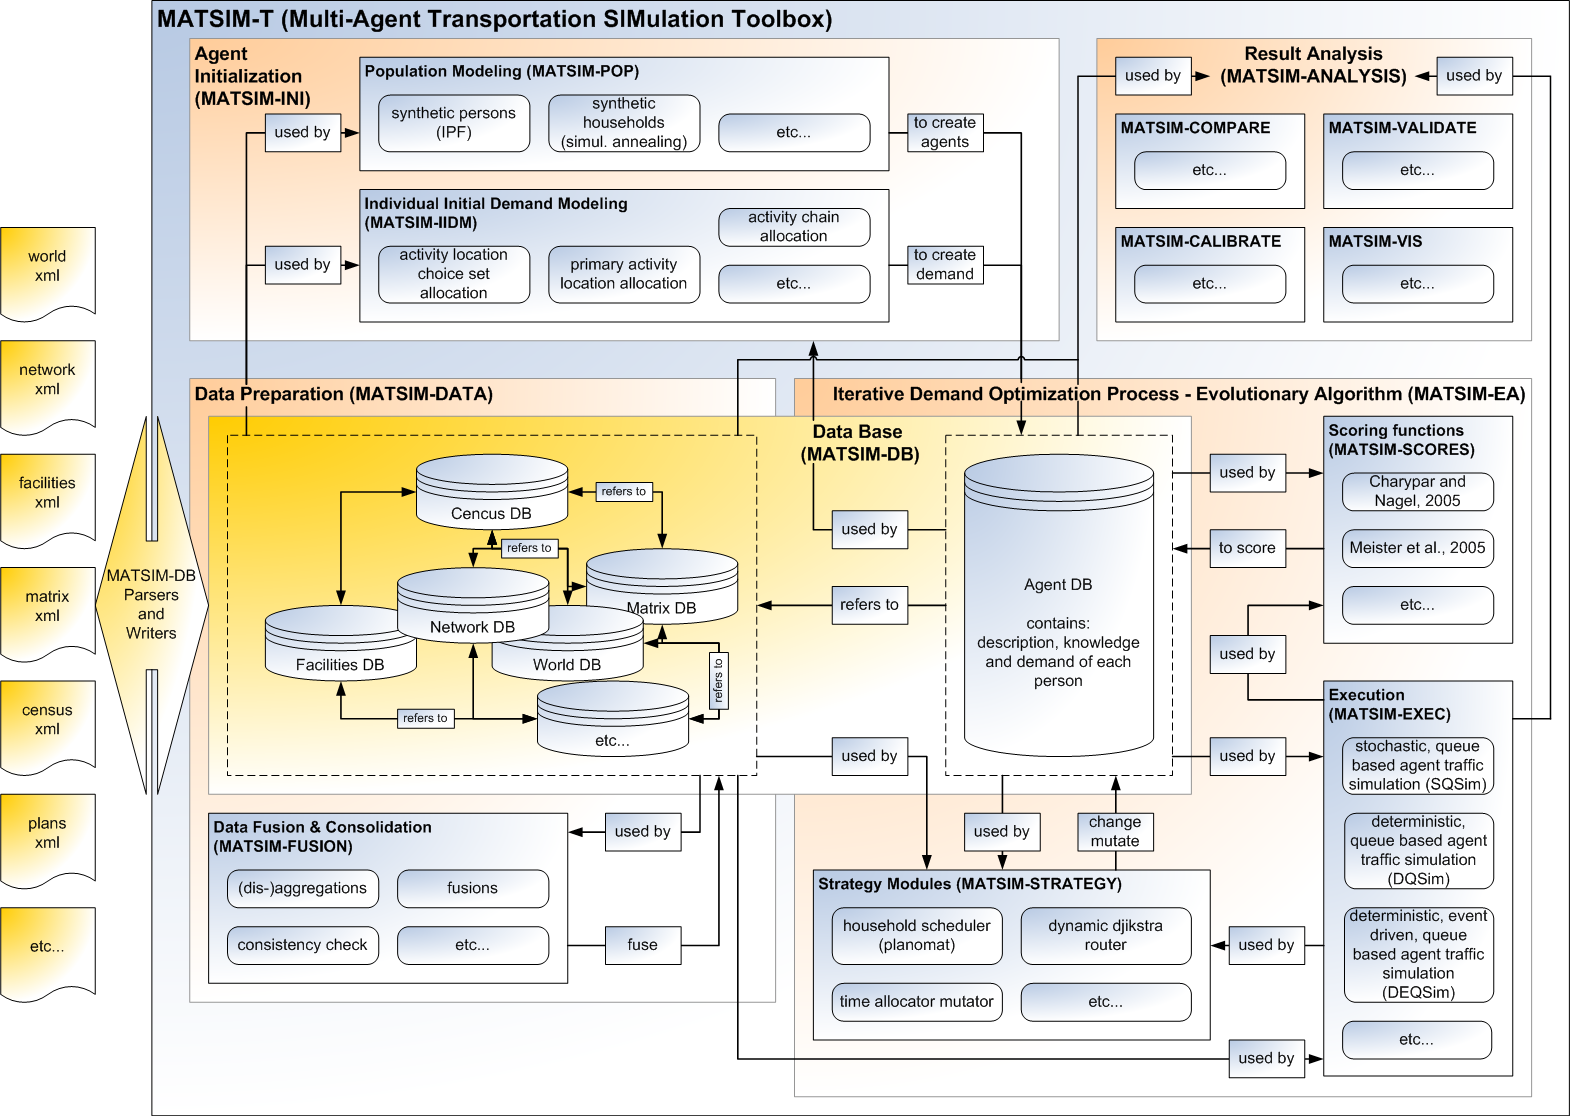 MATSIM-T (Multi-Agent Transportation SIMulation Toolbox)
world
xml
network
xml
facilities
xml
matrix
xml
census
xml
plans
xml
etc...
MATSIM-DB
Parsers
and
Writers
Agent
Initialization
(MATSIM-INI)
used by
Population Modeling (MATSIM-POP)
synthetic persons
(IPF)
synthetic
households
(simul. annealing)
etc...
to create
agents
used by
Individual Initial Demand Modeling
(MATSIM-IIDM)
activity location
choice set
allocation
primary activity
location allocation
activity chain
allocation
etc...
to create
demand
Result Analysis
(MATSIM-ANALYSIS)
used by
used by
MATSIM-COMPARE
etc...
MATSIM-VALIDATE
etc...
MATSIM-CALIBRATE
etc...
MATSIM-VIS
etc...
Data Preparation (MATSIM-DATA)
Data Base
(MATSIM-DB)
Cencus DB
refers to
refers to
Matrix DB
Network DB
Facilities DB
World DB
refers to
refers to
etc...
used by
refers to
used by
Agent DB
contains:
description, knowledge
and demand of each
person
Data Fusion & Consolidation
(MATSIM-FUSION)
(dis-)aggregations
fusions
consistency check
etc...
used by
fuse
Iterative Demand Optimization Process - Evolutionary Algorithm (MATSIM-EA)
used by
to score
used by
used by
Scoring functions
(MATSIM-SCORES)
Charypar and
Nagel, 2005
Meister et al., 2005
etc...
Execution
(MATSIM-EXEC)
stochastic, queue
based agent traffic
simulation (SQSim)
deterministic,
queue based agent
traffic simulation
(DQSim)
deterministic, event
driven, queue
based agent traffic
simulation
(DEQSim)
etc...
used by
change
mutate
Strategy Modules (MATSIM-STRATEGY)
household scheduler
(planomat)
dynamic djikstra
router
time allocator mutator
etc...
used by
used by